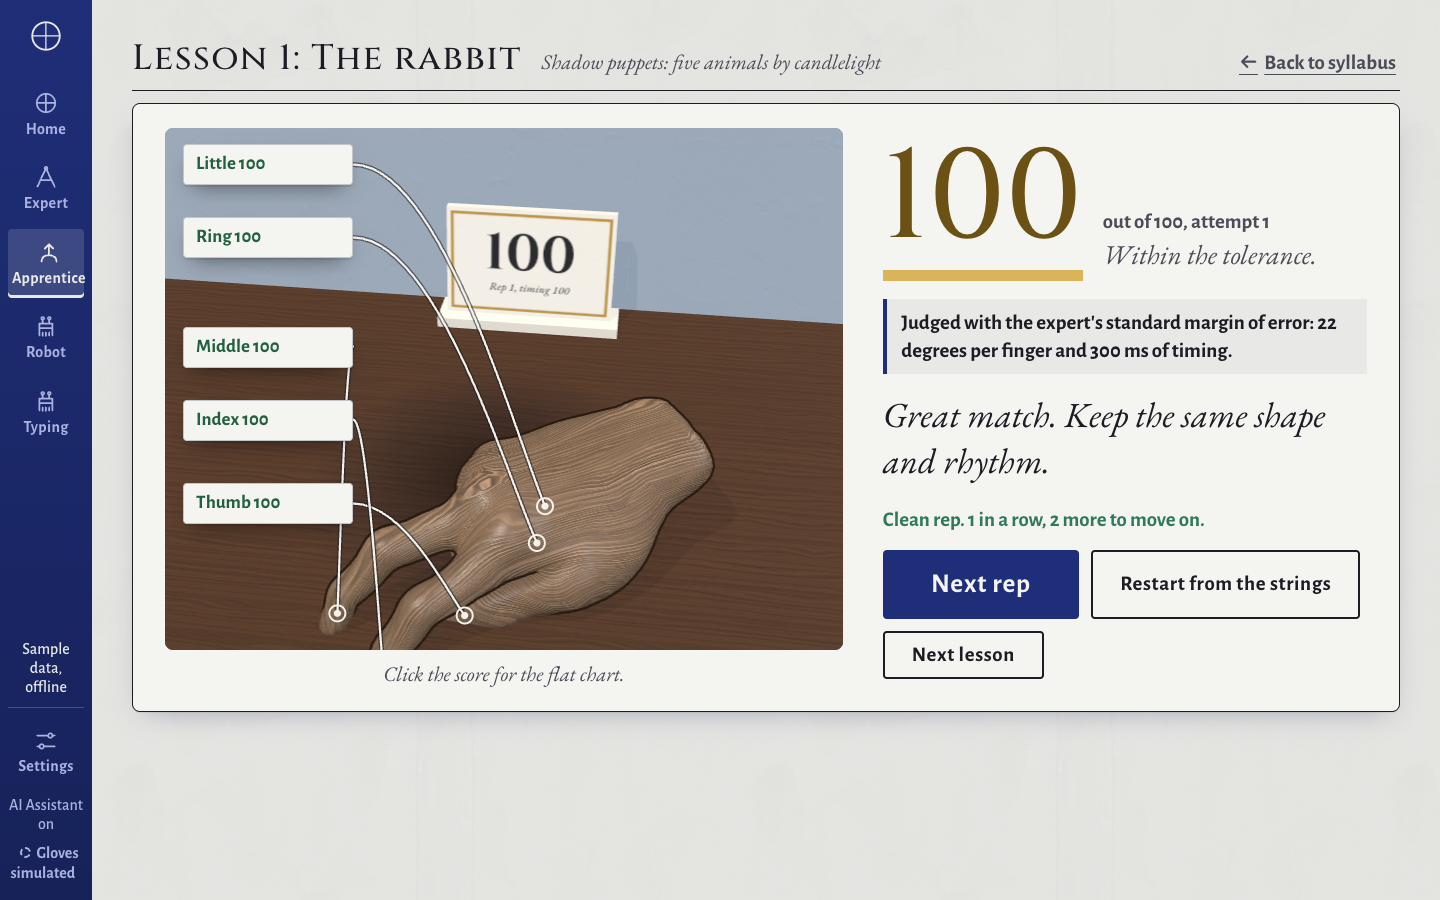 Home
Expert
Apprentice
Robot
Typing
Sample
data,
offline
Settings
AI Assistant
on
Gloves
simulated
Lesson 1: The rabbit
Shadow puppets: five animals by candlelight
Back to syllabus
Little 100
Ring 100
Middle 100
Index 100
Thumb 100
100
Rep 1, timing 100
Click the score for the flat chart.
100
out of 100, attempt 1
Within the tolerance.
Judged with the expert's standard margin of error: 22
degrees per finger and 300 ms of timing.
Great match. Keep the same shape
and rhythm.
Clean rep. 1 in a row, 2 more to move on.
Next rep
Restart from the strings
Next lesson